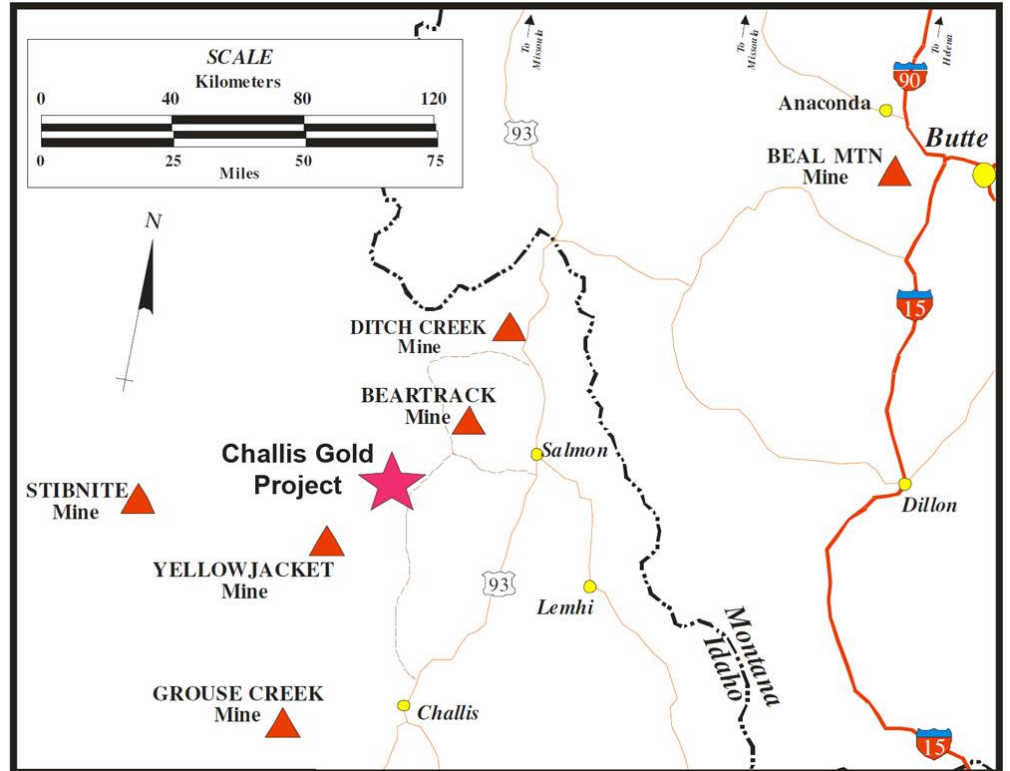 SCALE
Kilometers
0 40 80 120
0 25 50 75
Miles
To
Missoula
To
Missoula
To
Helena
90
Anaconda
93
Butte
BEAL MTN
Mine
N
15
DITCH CREEK
Mine
BEARTRACK
Mine
Challis Gold
Project
Salmon
STIBNITE
Mine
Dillon
YELLOWJACKET
Mine
93
Lemhi
Montana
Idaho
GROUSE CREEK
Mine
Challis
15